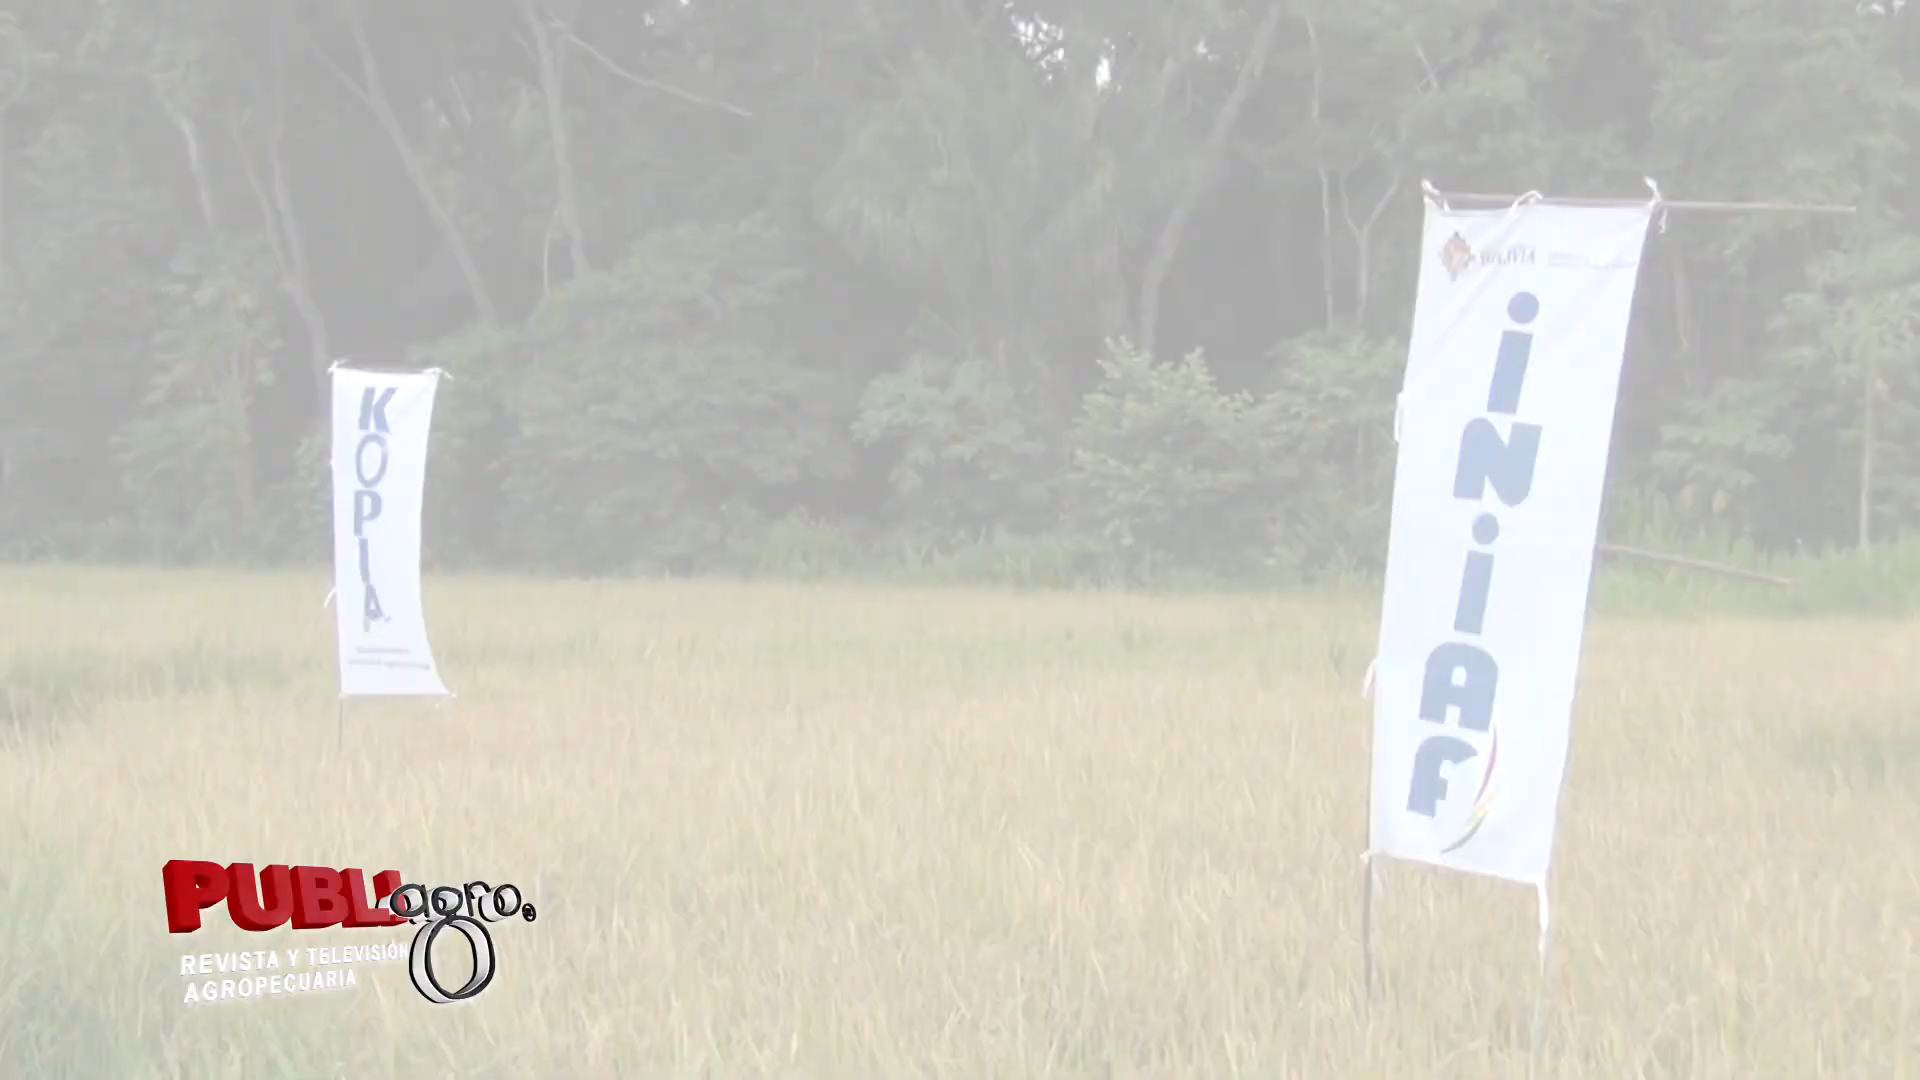 KOPIA
BOLIVIA
iNiAF
PUBLIagro.®
REVISTA Y TELEVISIÓN
AGROPECUARIA